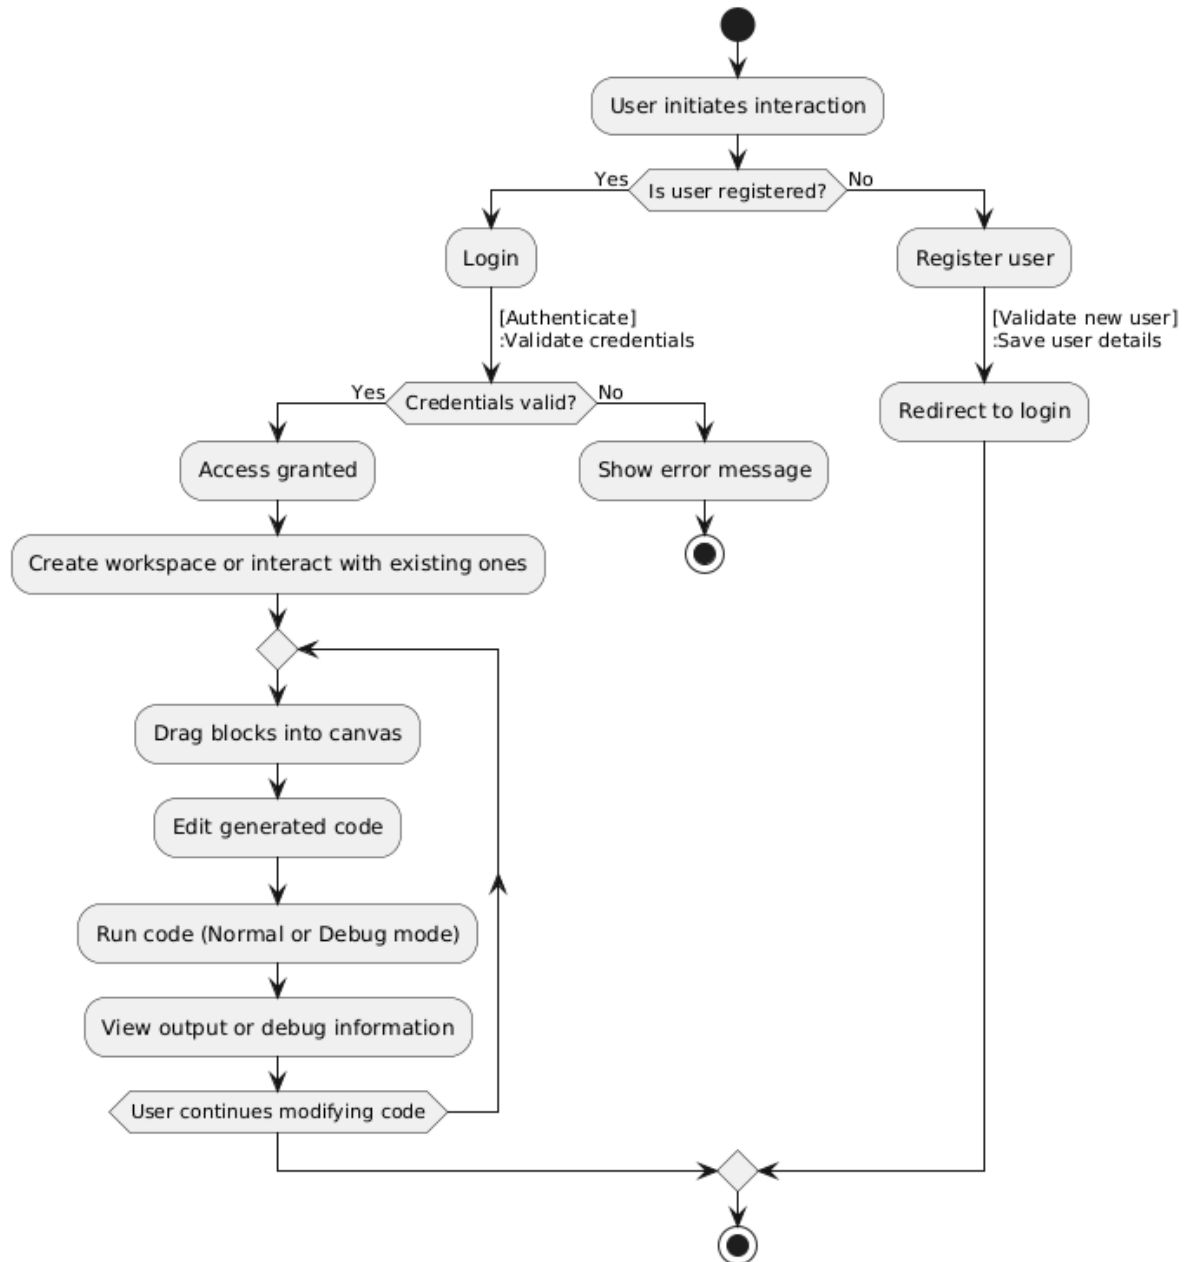 User initiates interaction
Yes
Is user registered?
No
Login
Register user
[Authenticate]
:Validate credentials
[Validate new user]
:Save user details
Yes
Credentials valid?
No
Redirect to login
Access granted
Show error message
Create workspace or interact with existing ones
Drag blocks into canvas
Edit generated code
Run code (Normal or Debug mode)
View output or debug information
User continues modifying code